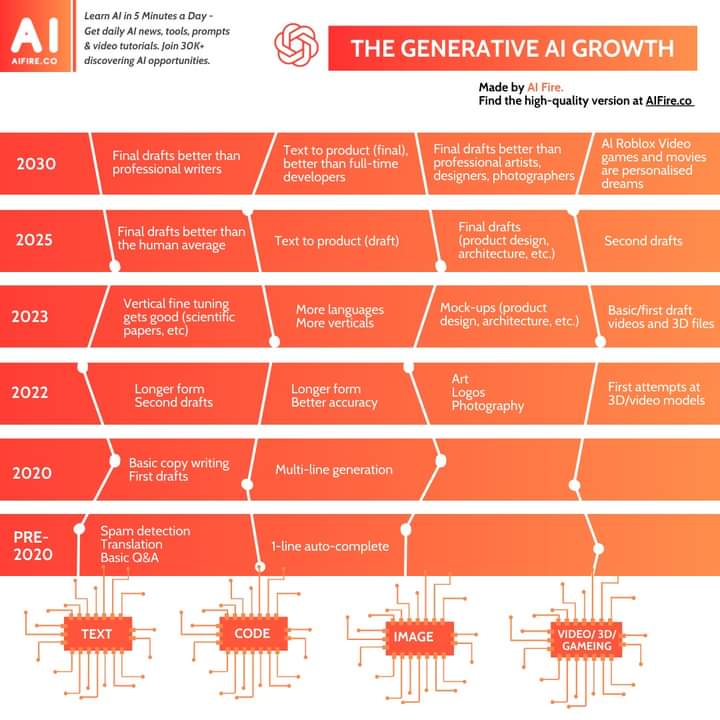 AI
AIFIRE.CO
Learn AI in 5 Minutes a Day -
Get daily AI news, tools, prompts
& video tutorials. Join 30K+
discovering AI opportunities.
THE GENERATIVE AI GROWTH
Made by AI Fire.
Find the high-quality version at AIFire.co
2030
Final drafts better than
professional writers
Text to product (final),
better than full-time
developers
Final drafts better than
professional artists,
designers, photographers
AI Roblox Video
games and movies
are personalised
dreams
2025
Final drafts better than
the human average
Text to product (draft)
Final drafts
(product design,
architecture, etc.)
Second drafts
2023
Vertical fine tuning
gets good (scientific
papers, etc)
More languages
More verticals
Mock-ups (product
design, architecture, etc.)
Basic/first draft
videos and 3D files
2022
Longer form
Second drafts
Longer form
Better accuracy
Art
Logos
Photography
First attempts at
3D/video models
2020
Basic copy writing
First drafts
Multi-line generation
PRE-
2020
Spam detection
Translation
Basic Q&A
1-line auto-complete
TEXT
CODE
IMAGE
VIDEO/ 3D/
GAMEING